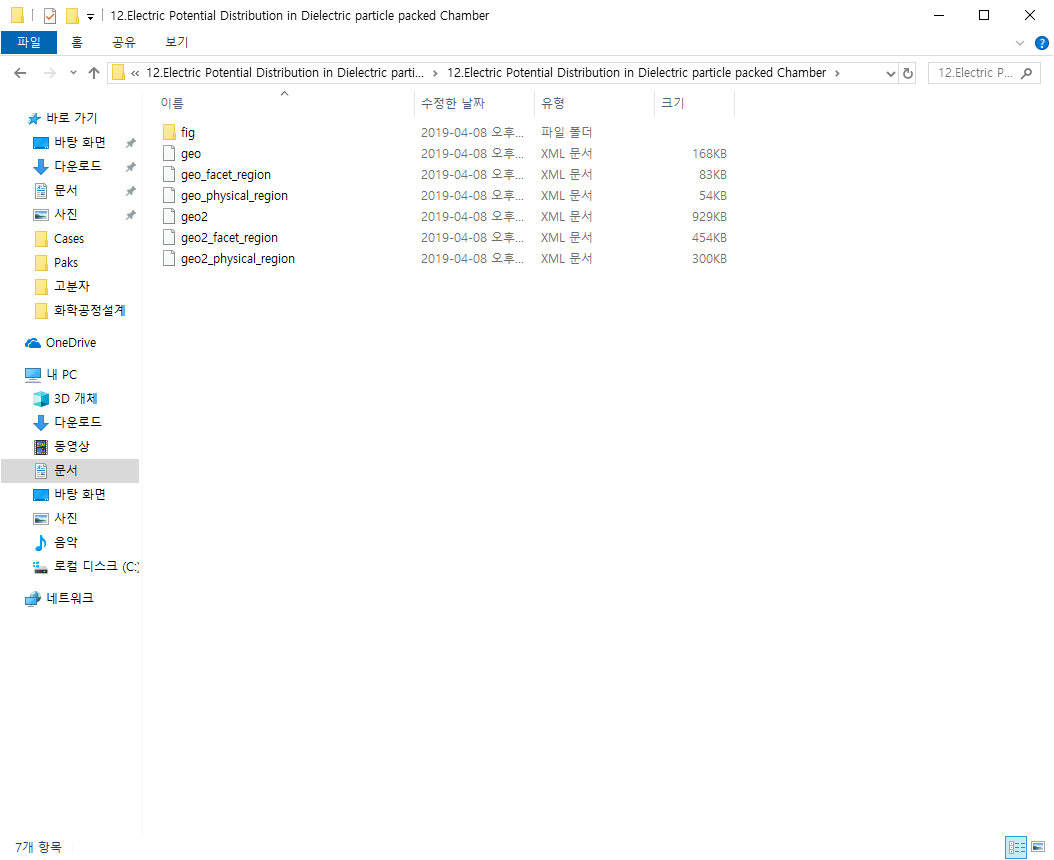 12.Electric Potential Distribution in Dielectric particle packed Chamber
파일 홈 공유 보기
« 12.Electric Potential Distribution in Dielectric parti... › 12.Electric Potential Distribution in Dielectric particle packed Chamber › 12.Electric P...
이름 수정한 날짜 유형 크기
fig 2019-04-08 오후... 파일 폴더
geo 2019-04-08 오후... XML 문서 168KB
geo_facet_region 2019-04-08 오후... XML 문서 83KB
geo_physical_region 2019-04-08 오후... XML 문서 54KB
geo2 2019-04-08 오후... XML 문서 929KB
geo2_facet_region 2019-04-08 오후... XML 문서 454KB
geo2_physical_region 2019-04-08 오후... XML 문서 300KB
바로 가기
바탕 화면
다운로드
문서
사진
Cases
Paks
고분자
화학공정설계
OneDrive
내 PC
3D 개체
다운로드
동영상
문서
바탕 화면
사진
음악
로컬 디스크 (C:)
네트워크
7개 항목